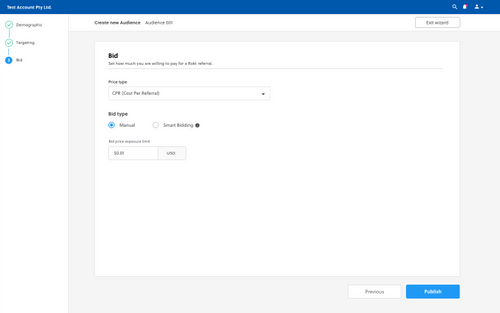 Test Account Pty Ltd.
Demographic
Create new Audience Audience 001
Exit wizard
Targeting
3 Bid
Bid
Set how much you are willing to pay for a Rokt referral.
Price type
CPR (Cost Per Referral)
Bid type
Manual
Smart Bidding
Bid price exposure limit
USD
Previous
Publish